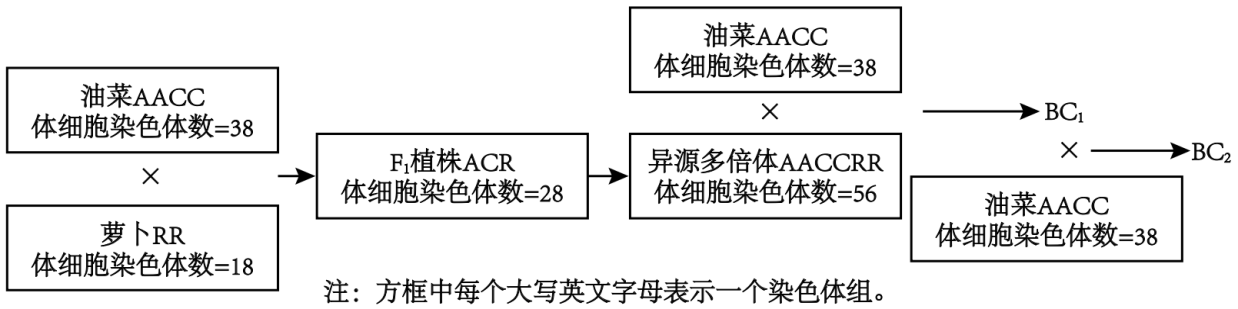 油菜AACC
体细胞染色体数=38
×
萝卜RR
体细胞染色体数=18
F₁植株ACR
体细胞染色体数=28
油菜AACC
体细胞染色体数=38
×
异源多倍体AACCRR
体细胞染色体数=56
BC₁
×
油菜AACC
体细胞染色体数=38
BC₂
注：方框中每个大写英文字母表示一个染色体组。